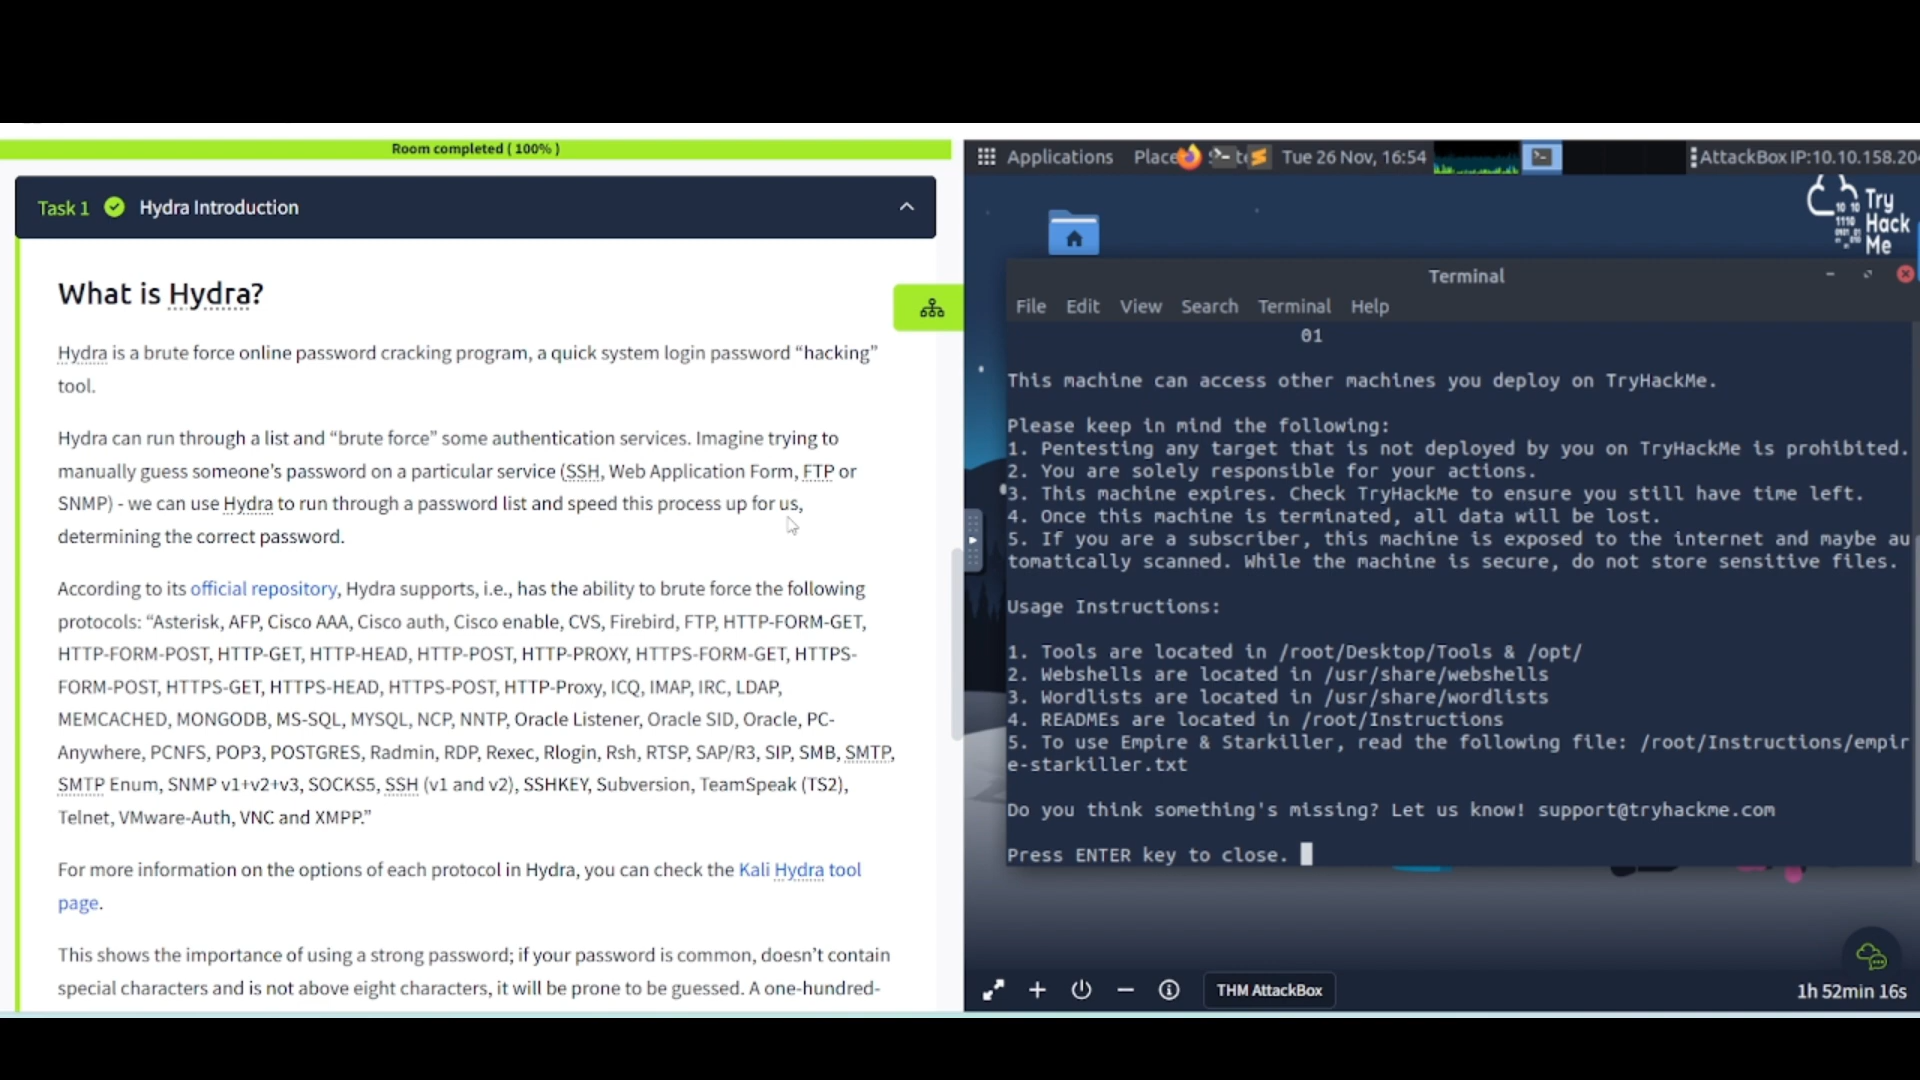 Room completed ( 100% )
Task 1 Hydra Introduction
What is Hydra?
Hydra is a brute force online password cracking program, a quick system login password “hacking”
tool.
Hydra can run through a list and “brute force” some authentication services. Imagine trying to
manually guess someone’s password on a particular service (SSH, Web Application Form, FTP or
SNMP) - we can use Hydra to run through a password list and speed this process up for us,
determining the correct password.
According to its official repository, Hydra supports, i.e., has the ability to brute force the following
protocols: “Asterisk, AFP, Cisco AAA, Cisco auth, Cisco enable, CVS, Firebird, FTP, HTTP-FORM-GET,
HTTP-FORM-POST, HTTP-GET, HTTP-HEAD, HTTP-POST, HTTP-PROXY, HTTPS-FORM-GET, HTTPS-
FORM-POST, HTTPS-GET, HTTPS-HEAD, HTTPS-POST, HTTP-Proxy, ICQ, IMAP, IRC, LDAP,
MEMCACHED, MONGODB, MS-SQL, MYSQL, NCP, NNTP, Oracle Listener, Oracle SID, Oracle, PC-
Anywhere, PCNFS, POP3, POSTGRES, Radmin, RDP, Rexec, Rlogin, Rsh, RTSP, SAP/R3, SIP, SMB, SMTP,
SMTP Enum, SNMP v1+v2+v3, SOCKS5, SSH (v1 and v2), SSHKEY, Subversion, TeamSpeak (TS2),
Telnet, VMware-Auth, VNC and XMPP.”
For more information on the options of each protocol in Hydra, you can check the Kali Hydra tool
page.
This shows the importance of using a strong password; if your password is common, doesn’t contain
special characters and is not above eight characters, it will be prone to be guessed. A one-hundred-
Applications Place Tue 26 Nov, 16:54 AttackBox IP:10.10.158.20
Try
Hack
Me
Terminal
File Edit View Search Terminal Help
01
This machine can access other machines you deploy on TryHackMe.
Please keep in mind the following:
1. Pentesting any target that is not deployed by you on TryHackMe is prohibited.
2. You are solely responsible for your actions.
3. This machine expires. Check TryHackMe to ensure you still have time left.
4. Once this machine is terminated, all data will be lost.
5. If you are a subscriber, this machine is exposed to the internet and maybe au
tomatically scanned. While the machine is secure, do not store sensitive files.
Usage Instructions:
1. Tools are located in /root/Desktop/Tools & /opt/
2. Webshells are located in /usr/share/webshells
3. Wordlists are located in /usr/share/wordlists
4. READMEs are located in /root/Instructions
5. To use Empire & Starkiller, read the following file: /root/Instructions/empir
e-starkiller.txt
Do you think something's missing? Let us know! support@tryhackme.com
Press ENTER key to close.
THM AttackBox
1h 52min 16s